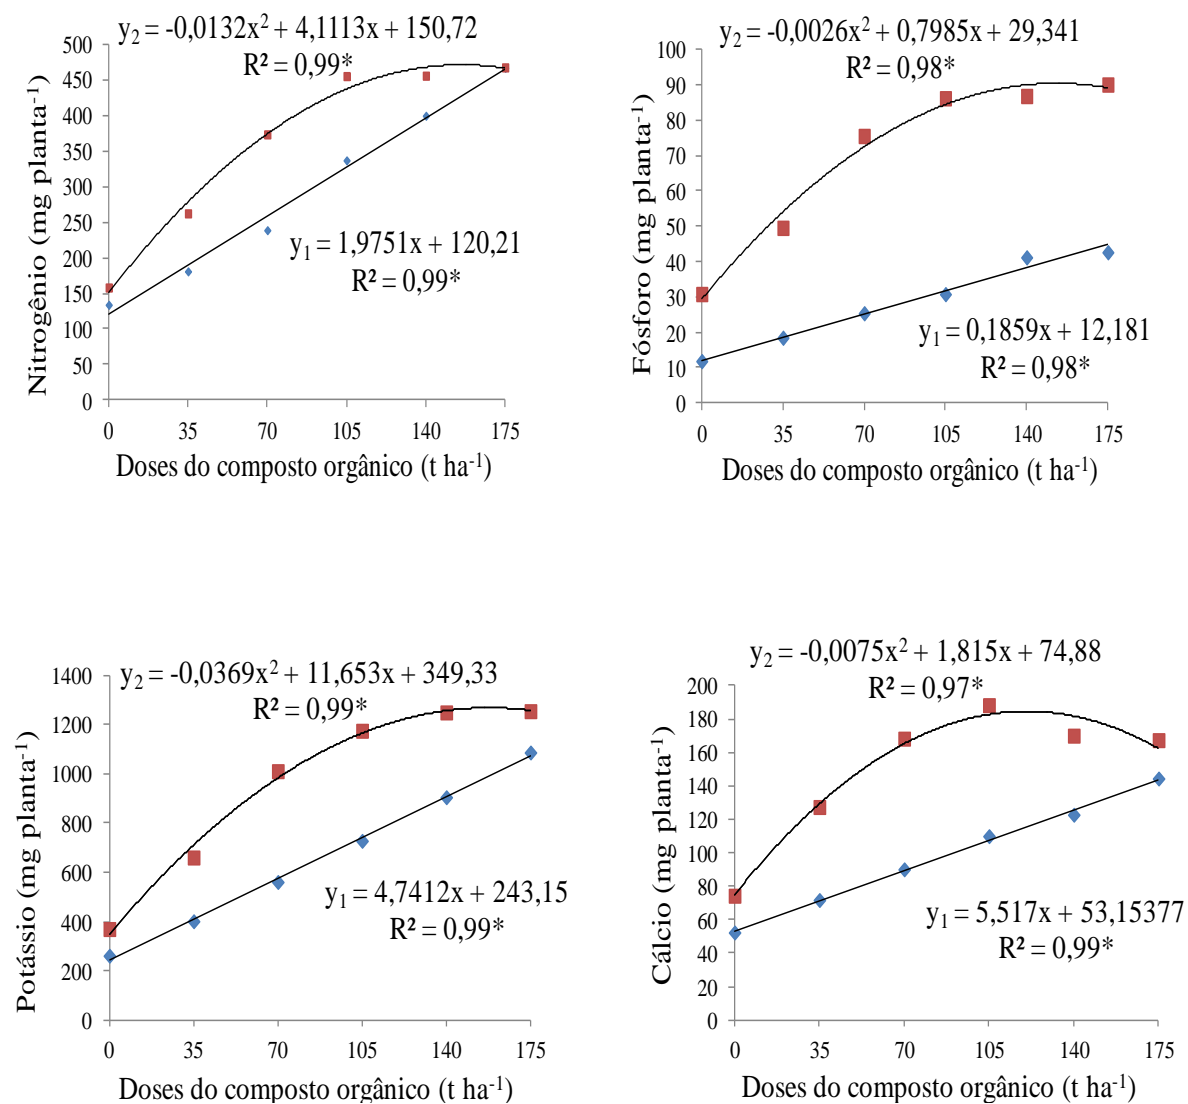 y₂ = -0,0132x² + 4,1113x + 150,72
R² = 0,99*
500
450
400
350
300
250
200
150
100
50
0
Nitrogênio (mg planta⁻¹)
y₁ = 1,9751x + 120,21
R² = 0,99*
0 35 70 105 140 175
Doses do composto orgânico (t ha⁻¹)
y₂ = -0,0026x² + 0,7985x + 29,341
R² = 0,98*
100
90
80
70
60
50
40
30
20
10
0
Fósforo (mg planta⁻¹)
y₁ = 0,1859x + 12,181
R² = 0,98*
0 35 70 105 140 175
Doses do composto orgânico (t ha⁻¹)
y₂ = -0,0369x² + 11,653x + 349,33
R² = 0,99*
1400
1200
1000
800
600
400
200
0
Potássio (mg planta⁻¹)
y₁ = 4,7412x + 243,15
R² = 0,99*
0 35 70 105 140 175
Doses do composto orgânico (t ha⁻¹)
y₂ = -0,0075x² + 1,815x + 74,88
R² = 0,97*
200
180
160
140
120
100
80
60
40
20
0
Cálcio (mg planta⁻¹)
y₁ = 5,517x + 53,15377
R² = 0,99*
0 35 70 105 140 175
Doses do composto orgânico (t ha⁻¹)